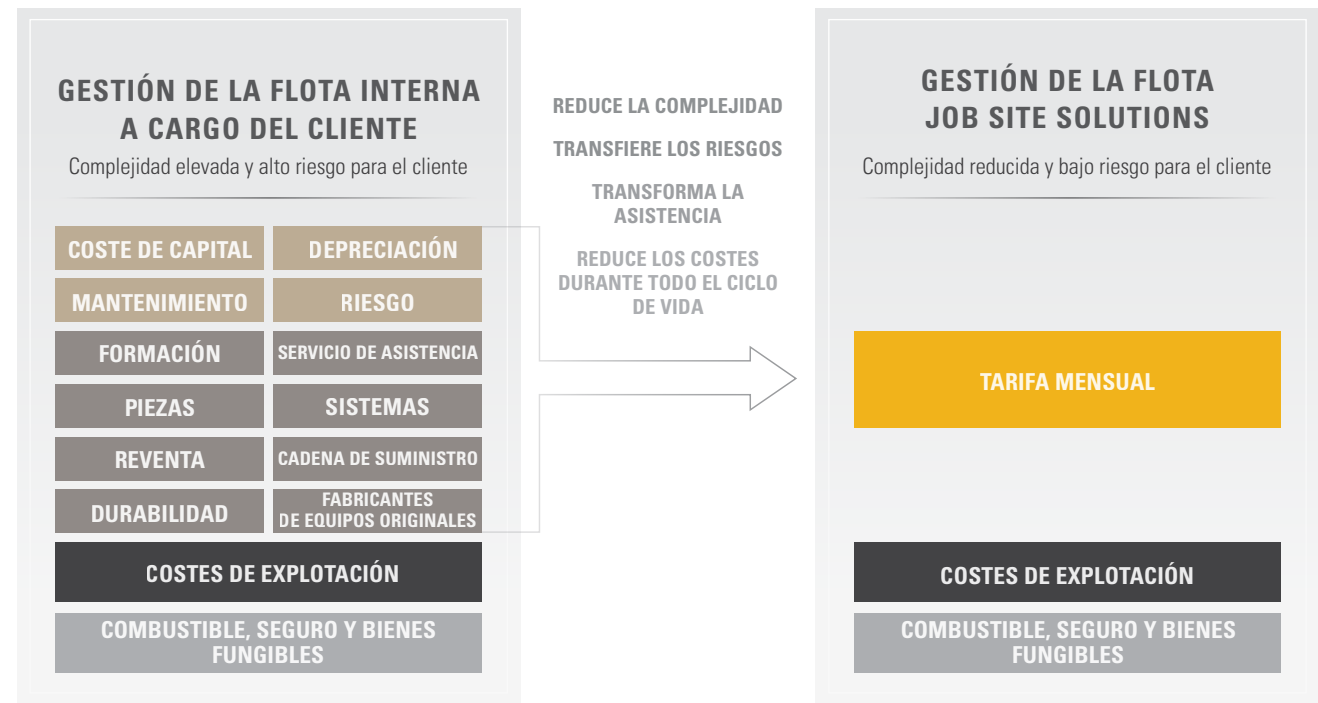 GESTIÓN DE LA FLOTA INTERNA
A CARGO DEL CLIENTE
Complejidad elevada y alto riesgo para el cliente
COSTE DE CAPITAL
DEPRECIACIÓN
MANTENIMIENTO
RIESGO
FORMACIÓN
SERVICIO DE ASISTENCIA
PIEZAS
SISTEMAS
REVENTA
CADENA DE SUMINISTRO
DURABILIDAD
FABRICANTES
DE EQUIPOS ORIGINALES
COSTES DE EXPLOTACIÓN
COMBUSTIBLE, SEGURO Y BIENES
FUNGIBLES
REDUCE LA COMPLEJIDAD
TRANSFIERE LOS RIESGOS
TRANSFORMA LA
ASISTENCIA
REDUCE LOS COSTES
DURANTE TODO EL CICLO
DE VIDA
GESTIÓN DE LA FLOTA
JOB SITE SOLUTIONS
Complejidad reducida y bajo riesgo para el cliente
TARIFA MENSUAL
COSTES DE EXPLOTACIÓN
COMBUSTIBLE, SEGURO Y BIENES
FUNGIBLES